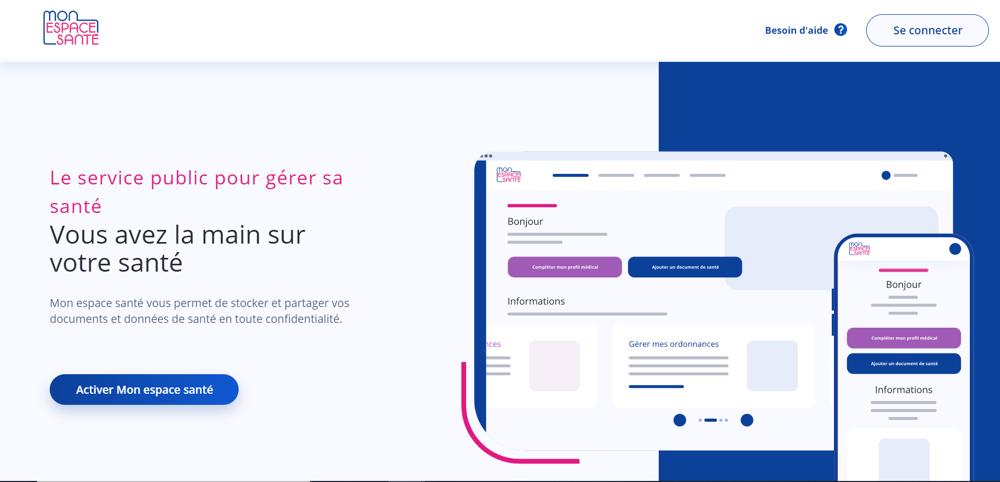 MON
ESPACE
SANTÉ
Besoin d'aide ?
Se connecter
Le service public pour gérer sa
santé
Vous avez la main sur
votre santé
Mon espace santé vous permet de stocker et partager vos
documents et données de santé en toute confidentialité.
Activer Mon espace santé
MON
ESPACE
SANTÉ
Bonjour
Compléter mon profil médical
Ajouter un document de santé
Informations
nces
Gérer mes ordonnances
MON
ESPACE
SANTÉ
Bonjour
Compléter mon profil médical
Ajouter un document de santé
Informations